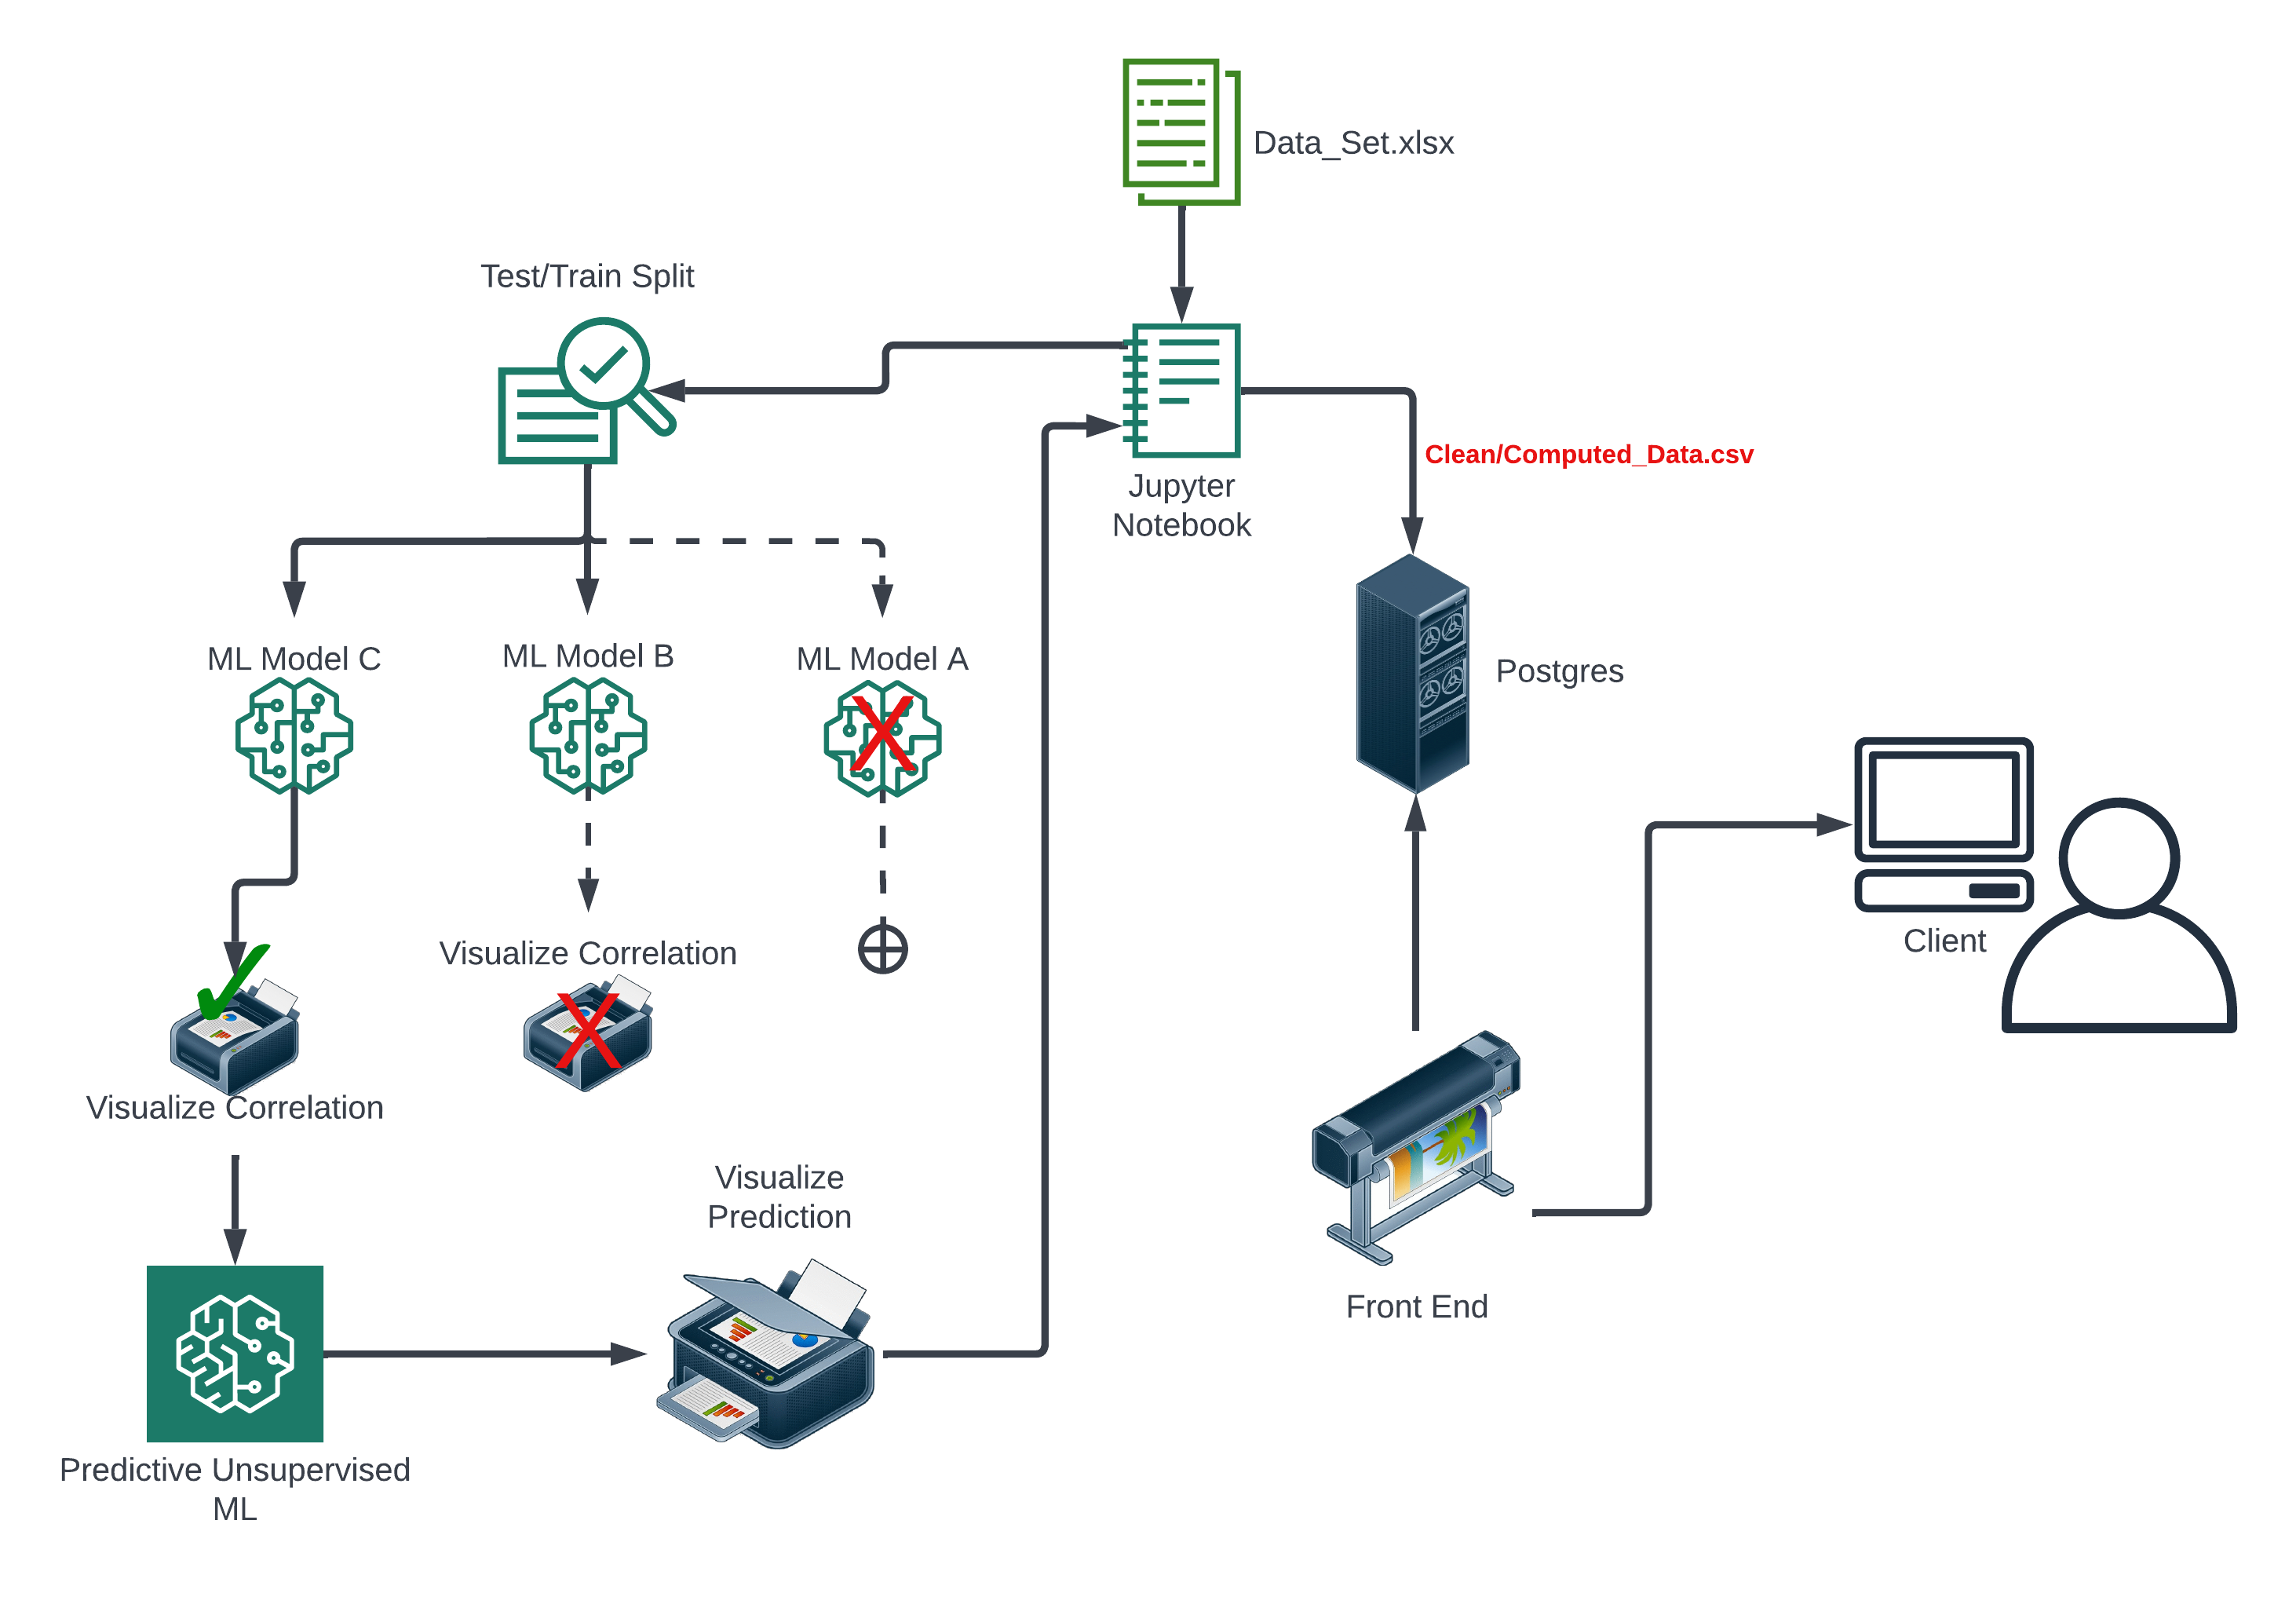 Data_Set.xlsx
Test/Train Split
Clean/Computed_Data.csv
Jupyter
Notebook
ML Model C
ML Model B
ML Model A
X
Postgres
Client
Visualize Correlation
X
Visualize Correlation
Visualize
Prediction
Front End
Predictive Unsupervised
ML